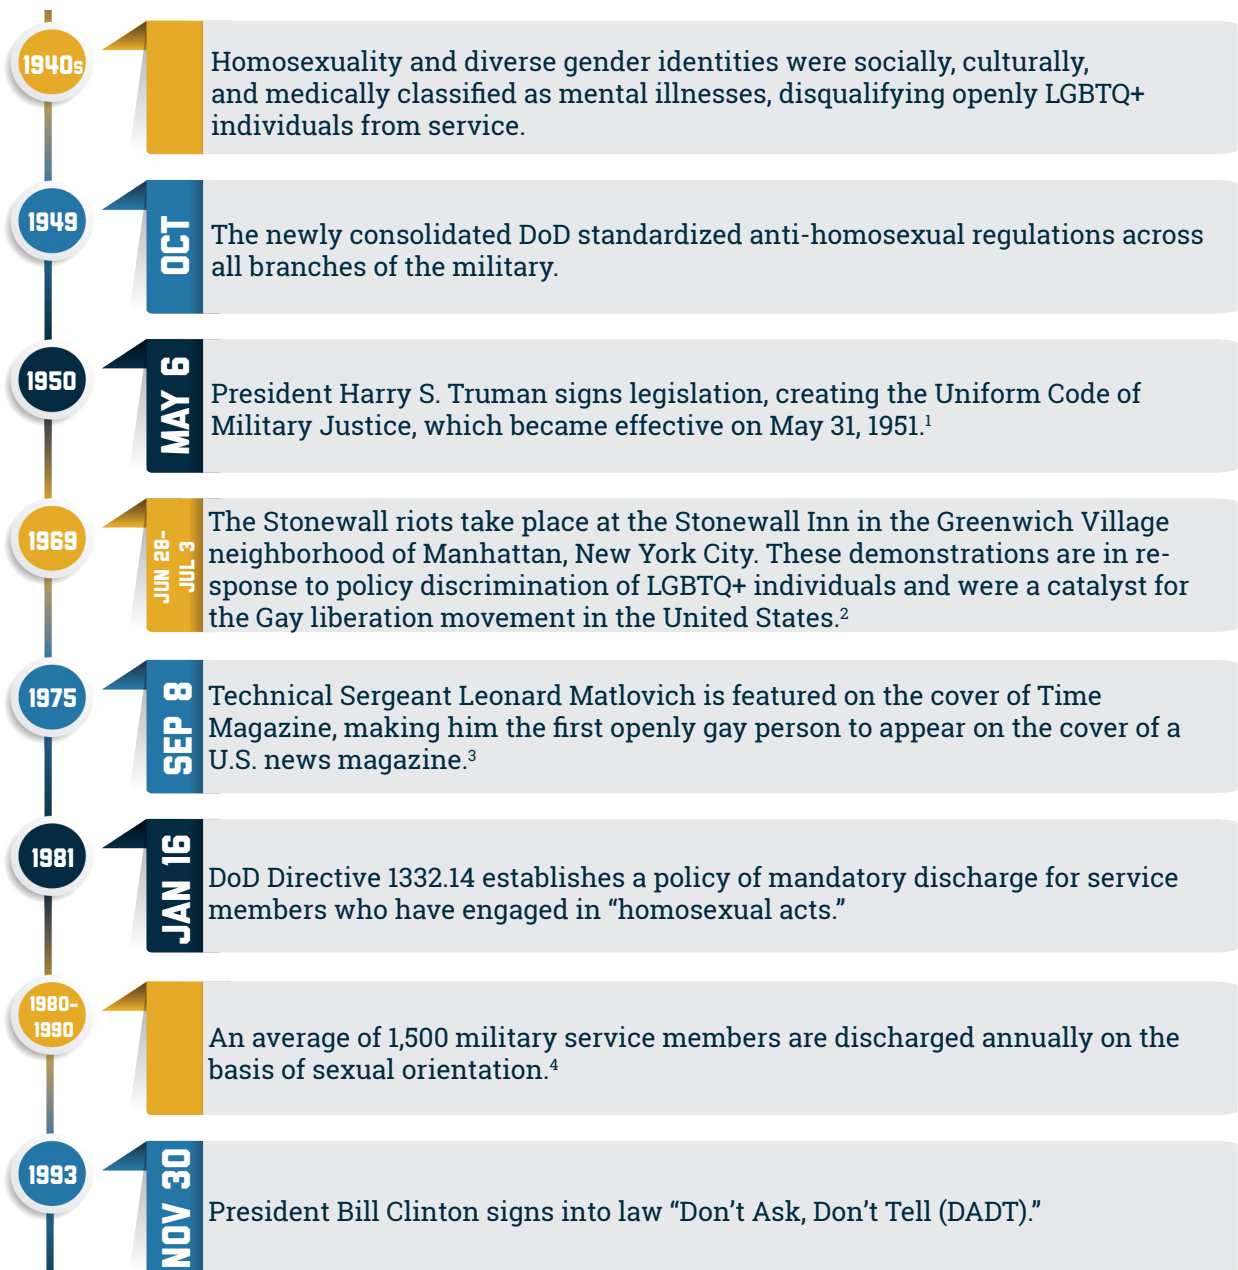 1940s
Homosexuality and diverse gender identities were socially, culturally,
and medically classified as mental illnesses, disqualifying openly LGBTQ+
individuals from service.
1949
OCT
The newly consolidated DoD standardized anti-homosexual regulations across
all branches of the military.
1950
MAY 6
President Harry S. Truman signs legislation, creating the Uniform Code of
Military Justice, which became effective on May 31, 1951.¹
1969
JUN 28-
JUL 3
The Stonewall riots take place at the Stonewall Inn in the Greenwich Village
neighborhood of Manhattan, New York City. These demonstrations are in re-
sponse to policy discrimination of LGBTQ+ individuals and were a catalyst for
the Gay liberation movement in the United States.²
1975
SEP 8
Technical Sergeant Leonard Matlovich is featured on the cover of Time
Magazine, making him the first openly gay person to appear on the cover of a
U.S. news magazine.³
1981
JAN 16
DoD Directive 1332.14 establishes a policy of mandatory discharge for service
members who have engaged in “homosexual acts.”
1980-
1990
An average of 1,500 military service members are discharged annually on the
basis of sexual orientation.⁴
1993
NOV 30
President Bill Clinton signs into law “Don’t Ask, Don’t Tell (DADT).”